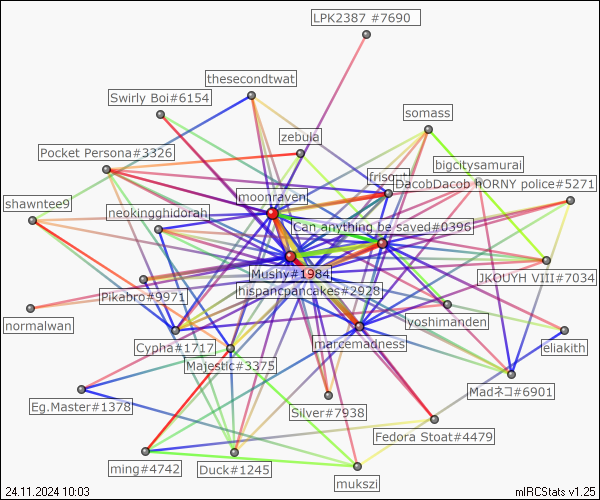 LPK2387 #7690
thesecondtwat
Swirly Boi#6154
somass
zebula
Pocket Persona#3326
bigcitysamurai
DacobDacob HORNY police#5271
moonraven
shawntee9
neokingghidorah
Can anything be saved#0396
Mushy#1984
JKOUYH VIII#7034
hispancpancakes#2928
Pikabro#9971
normalwan
yoshimanden
marcemadness
Cypha#1717
eliakith
Majestic#3375
Madネコ#6901
Eg.Master#1378
Silver#7938
Fedora Stoat#4479
ming#4742
Duck#1245
mukszi
24.11.2024 10:03
mIRCStats v1.25